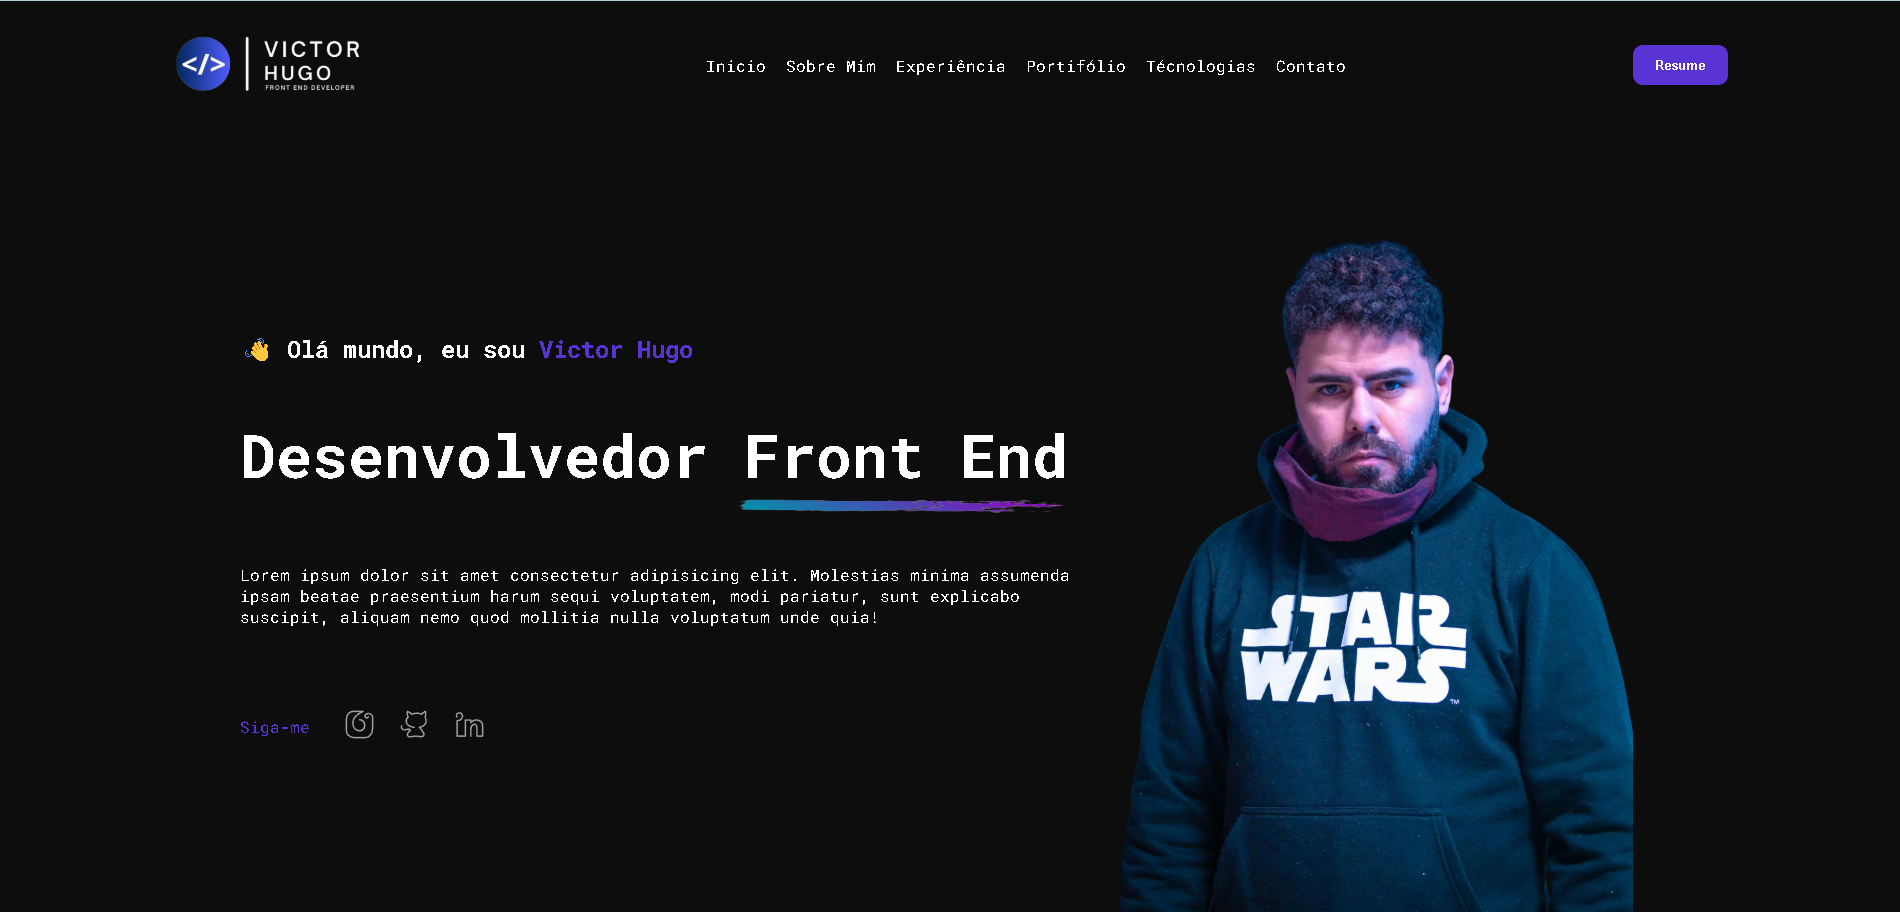 </>
VICTOR
HUGO
FRONT END DEVELOPER
Inicio Sobre Mim Experiência Portifólio Técnologias Contato
Resume
👋 Olá mundo, eu sou Victor Hugo
Desenvolvedor Front End
Lorem ipsum dolor sit amet consectetur adipisicing elit. Molestias minima assumenda
ipsam beatae praesentium harum sequi voluptatem, modi pariatur, sunt explicabo
suscipit, aliquam nemo quod mollitia nulla voluptatum unde quia!
Siga-me
in
STAR
WARS
™